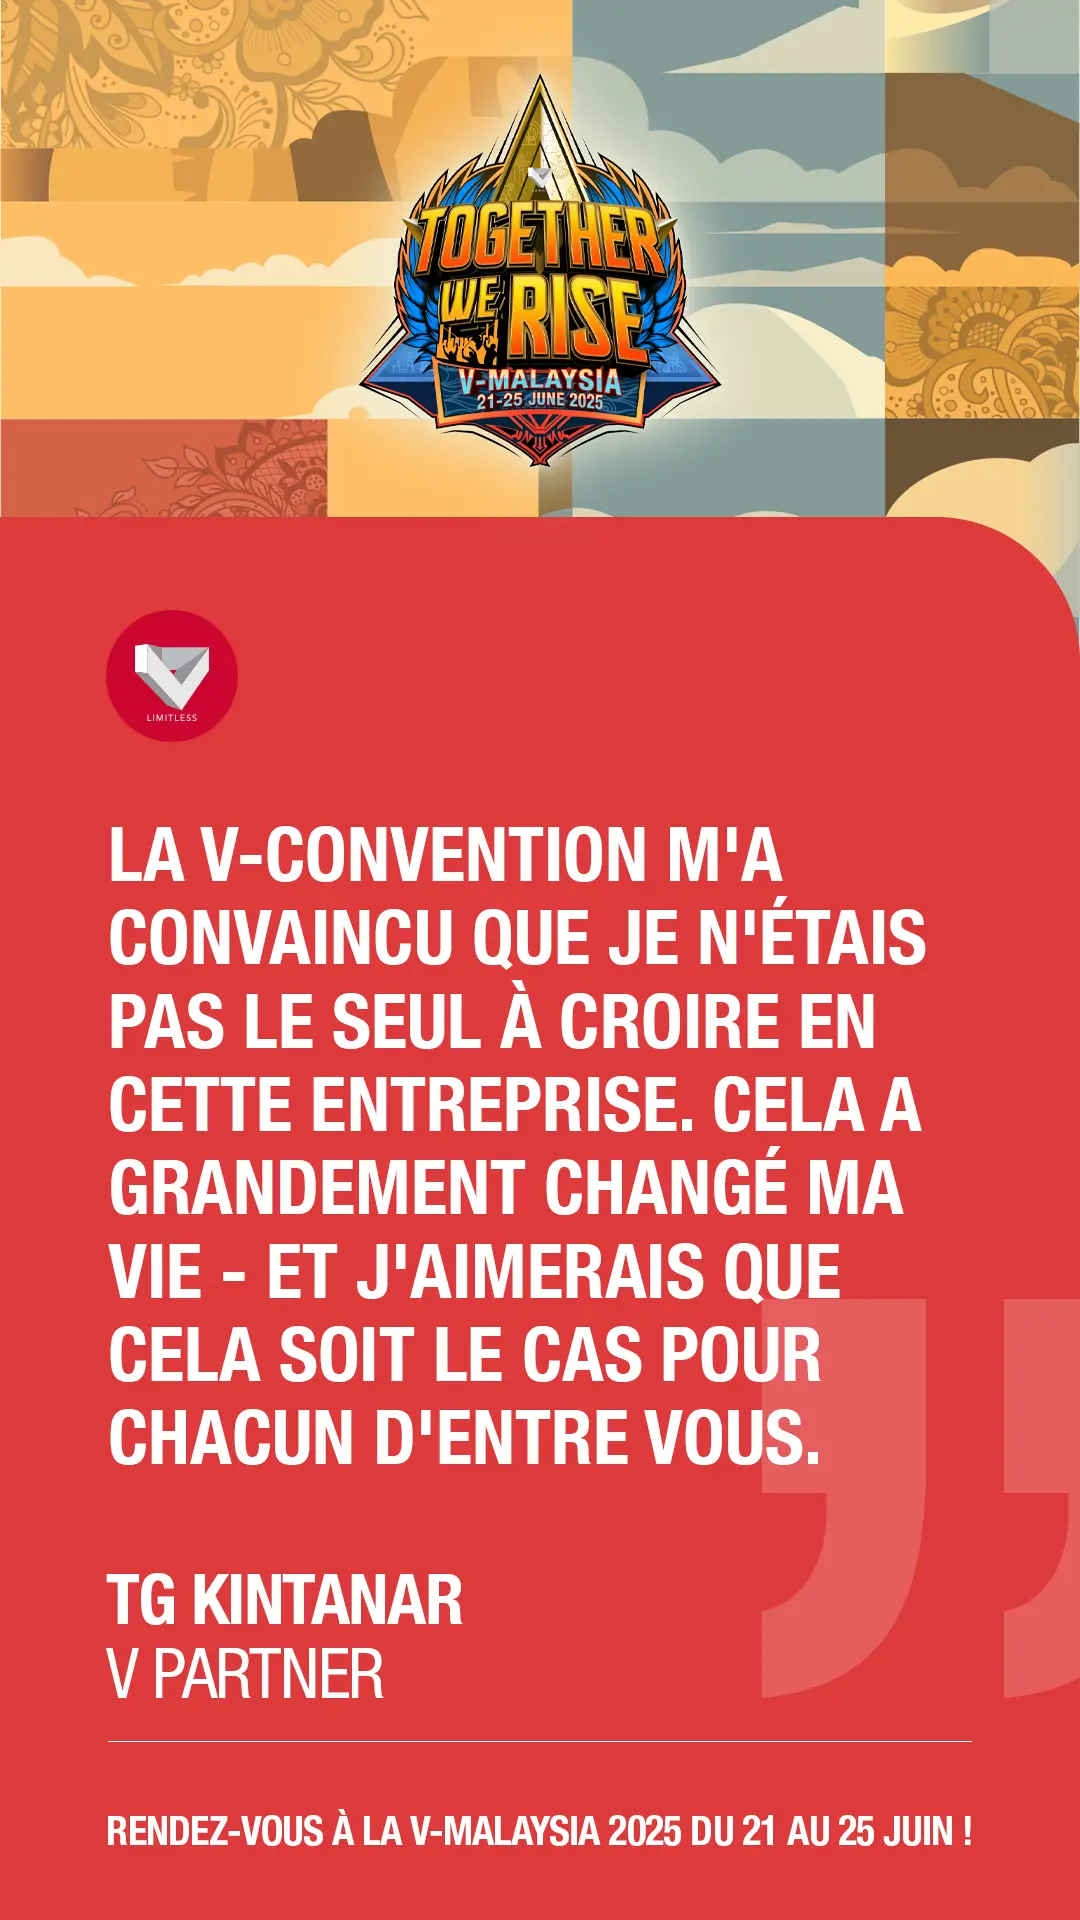 TOGETHER
WE RISE
V-MALAYSIA
21-25 JUNE 2025
LIMITLESS
LA V-CONVENTION M'A
CONVAINCU QUE JE N'ÉTAIS
PAS LE SEUL À CROIRE EN
CETTE ENTREPRISE. CELA A
GRANDEMENT CHANGÉ MA
VIE - ET J'AIMERAIS QUE
CELA SOIT LE CAS POUR
CHACUN D'ENTRE VOUS.
TG KINTANAR
V PARTNER
RENDEZ-VOUS À LA V-MALAYSIA 2025 DU 21 AU 25 JUIN !